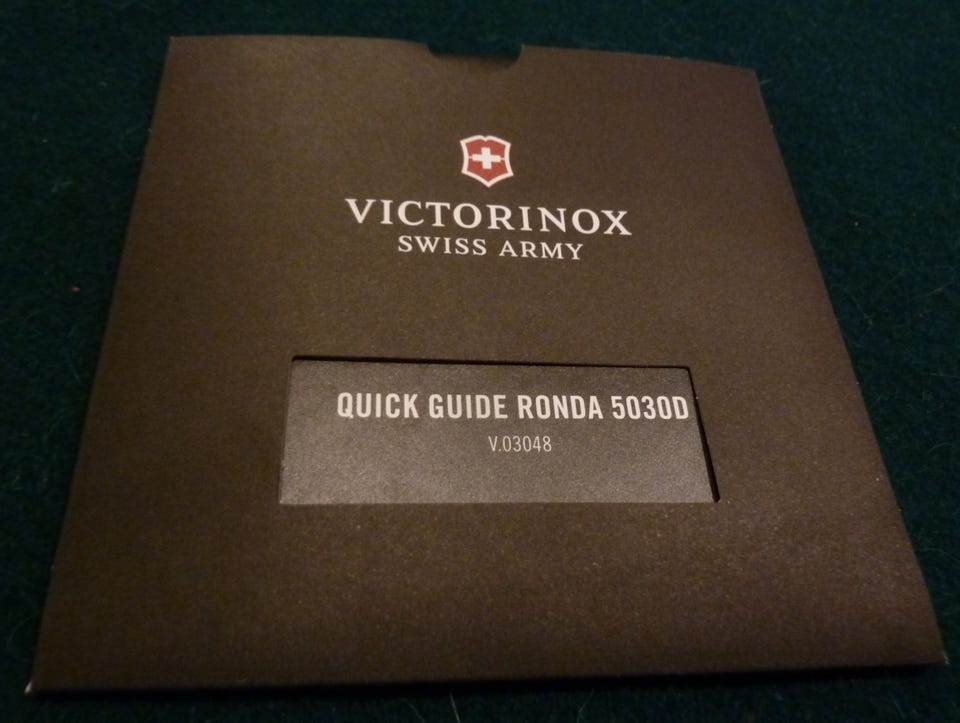 VICTORINOX
SWISS ARMY
QUICK GUIDE RONDA 5030D
V.03048